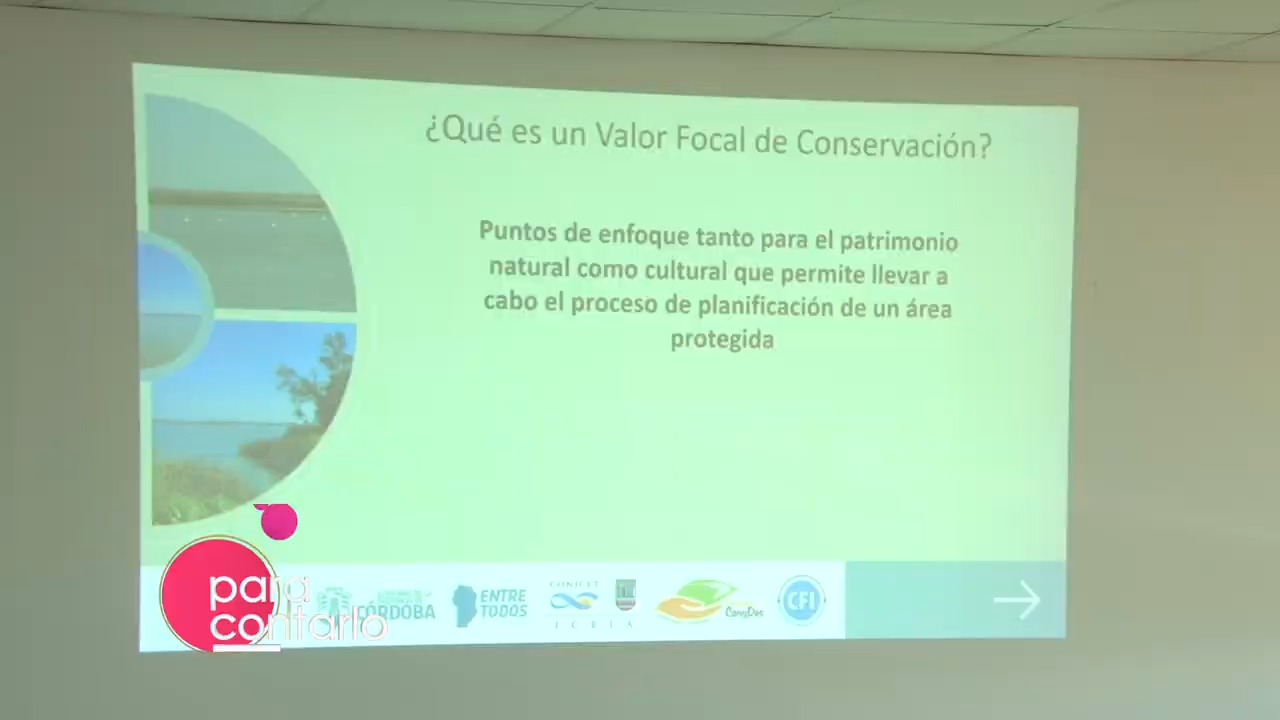 ¿Qué es un Valor Focal de Conservación?
Puntos de enfoque tanto para el patrimonio
natural como cultural que permite llevar a
cabo el proceso de planificación de un área
protegida
para
contarlo
CÓRDOBA
ENTRE
TODOS
CONICET
I C B I A
CFI